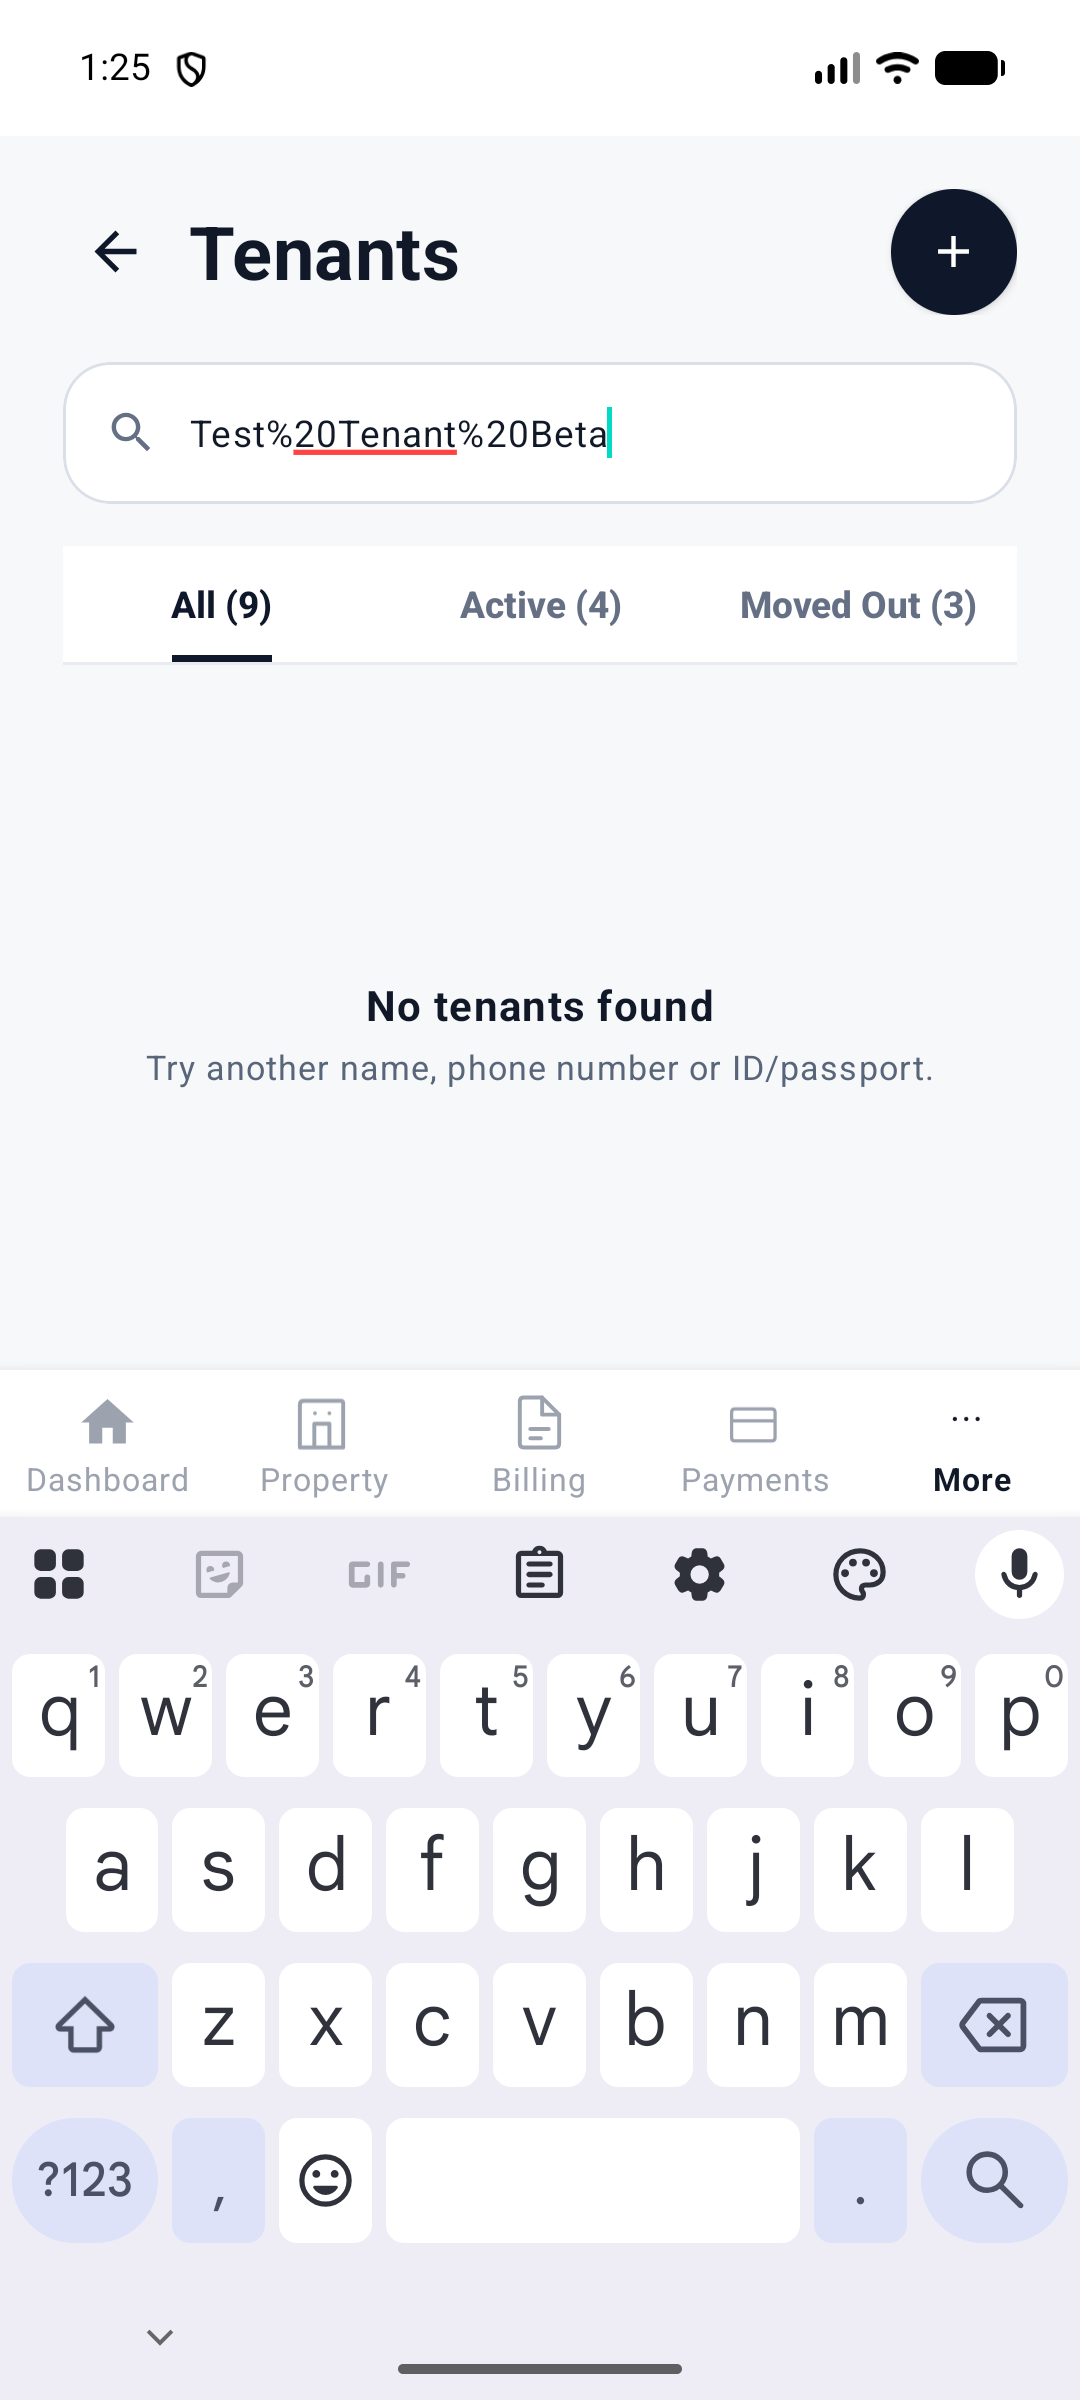 1:25
Tenants
Test%20Tenant%20Beta
All (9)
Active (4)
Moved Out (3)
No tenants found
Try another name, phone number or ID/passport.
Dashboard
Property
Billing
Payments
More
GIF
q1 w2 e3 r4 t5 y6 u7 i8 o9 p0
a s d f g h j k l
z x c v b n m
?123 , .